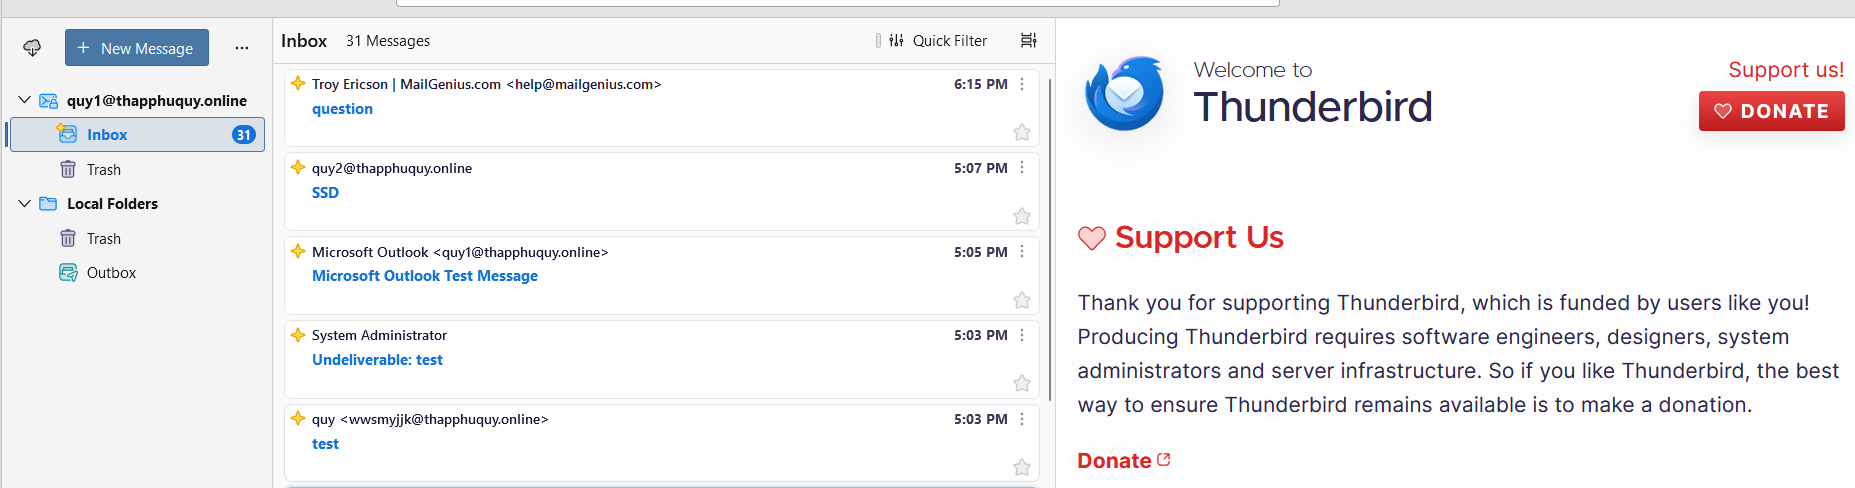 New Message
quy1@thapphuquy.online
Inbox 31
Trash
Local Folders
Trash
Outbox
Inbox 31 Messages Quick Filter
Troy Ericson | MailGenius.com <help@mailgenius.com> 6:15 PM
question
quy2@thapphuquy.online 5:07 PM
SSD
Microsoft Outlook <quy1@thapphuquy.online> 5:05 PM
Microsoft Outlook Test Message
System Administrator 5:03 PM
Undeliverable: test
quy <wwsmyjjk@thapphuquy.online> 5:03 PM
test
Welcome to
Thunderbird
Support us!
DONATE
Support Us
Thank you for supporting Thunderbird, which is funded by users like you!
Producing Thunderbird requires software engineers, designers, system
administrators and server infrastructure. So if you like Thunderbird, the best
way to ensure Thunderbird remains available is to make a donation.
Donate